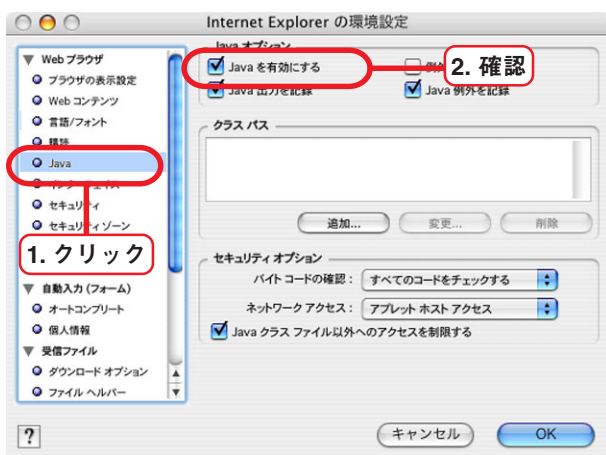 Internet Explorer の環境設定
Web ブラウザ
ブラウザの表示設定
Web コンテンツ
言語/フォント
購読
Java
セキュリティ
セキュリティゾーン
1. クリック
自動入力 (フォーム)
オートコンプリート
個人情報
受信ファイル
ダウンロード オプション
ファイル ヘルパー
Java オプション
Java を有効にする
2. 確認
Java 出力を記録
Java 例外を記録
クラス パス
追加...
変更...
削除
セキュリティ オプション
バイト コードの確認：
すべてのコードをチェックする
ネットワーク アクセス：
アプレット ホスト アクセス
Java クラス ファイル以外へのアクセスを制限する
?
キャンセル
OK